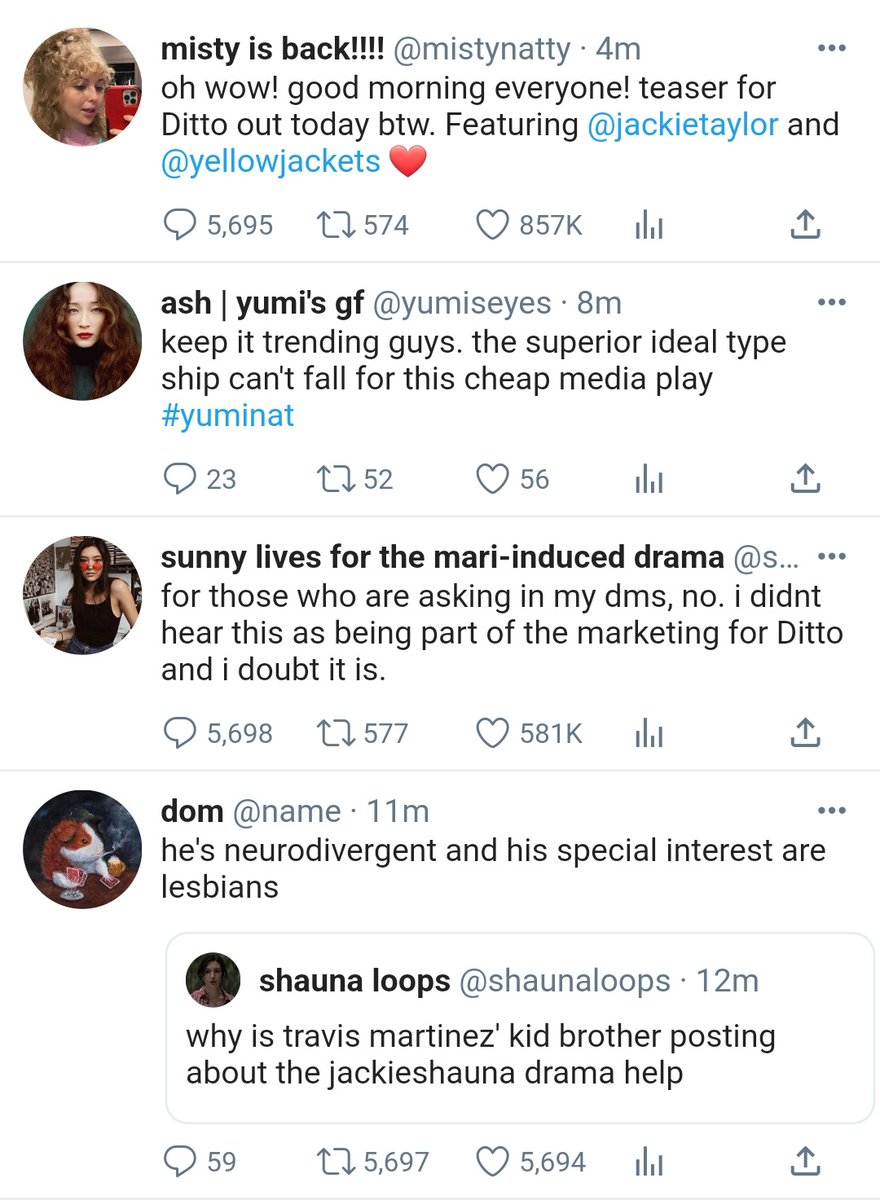 misty is back!!!! @mistynatty · 4m
oh wow! good morning everyone! teaser for
Ditto out today btw. Featuring @jackietaylor and
@yellowjackets ❤️
5,695 574 857K
ash | yumi's gf @yumiseyes · 8m
keep it trending guys. the superior ideal type
ship can't fall for this cheap media play
#yuminat
23 52 56
sunny lives for the mari-induced drama @s...
for those who are asking in my dms, no. i didnt
hear this as being part of the marketing for Ditto
and i doubt it is.
5,698 577 581K
dom @name · 11m
he's neurodivergent and his special interest are
lesbians
shauna loops @shaunaloops · 12m
why is travis martinez' kid brother posting
about the jackieshauna drama help
59 5,697 5,694